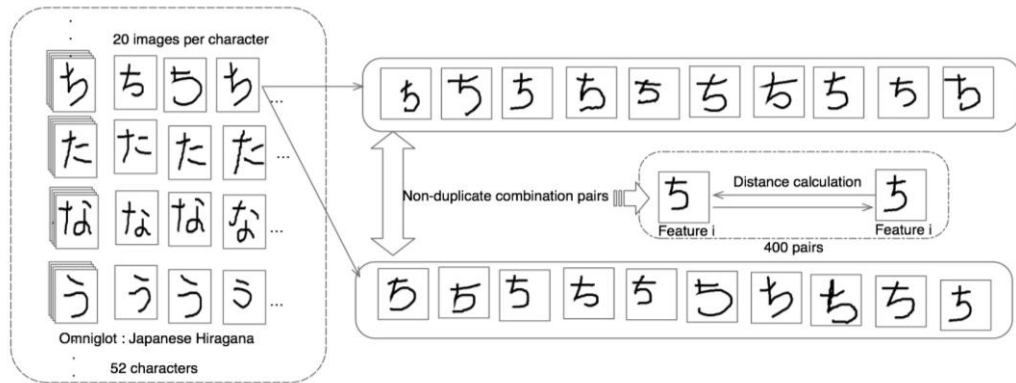 20 images per character
ち ち ち ち ...
た た た た ...
な な な な ...
う う う う ...
Omniglot : Japanese Hiragana
52 characters
ち ち ち ち ち ち ち ち ち ち
Non-duplicate combination pairs
ち Distance calculation ち
Feature i Feature i
400 pairs
ち ち ち ち ち ち ち ち ち ち